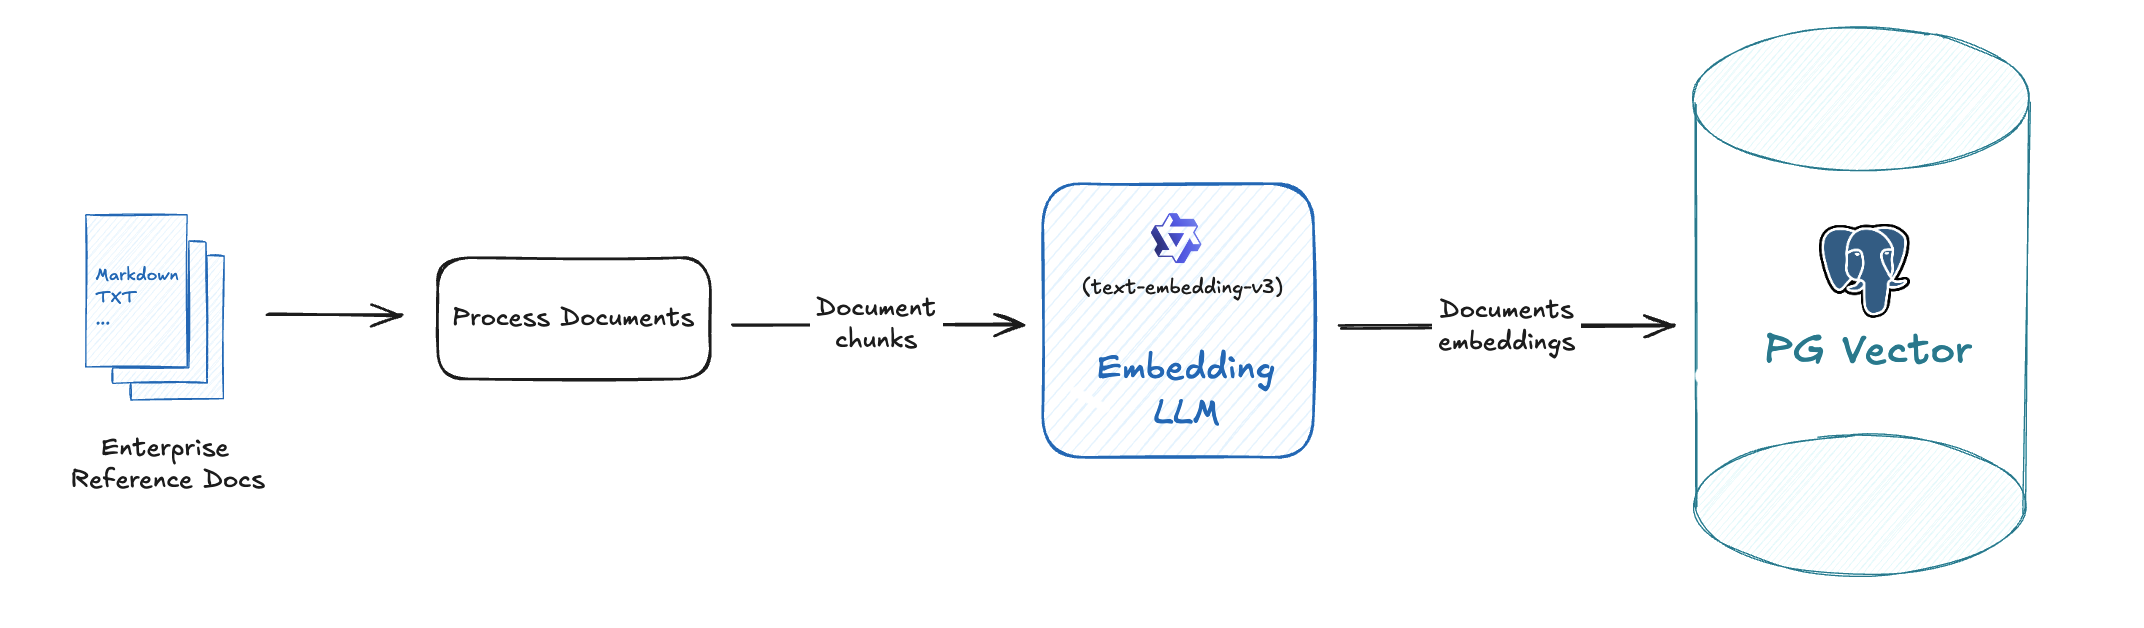 Markdown
TXT
...
Enterprise
Reference Docs
Process Documents
Document
chunks
(text-embedding-v3)
Embedding
LLM
Documents
embeddings
PG Vector